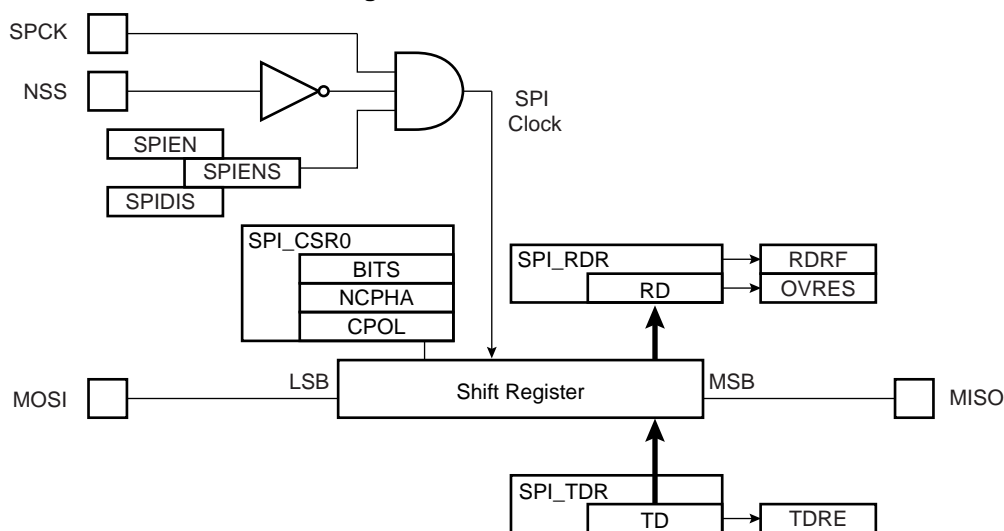 SPCK
NSS
SPI
Clock
SPIEN
SPIENS
SPIDIS
SPI_CSR0
BITS
NCPHA
CPOL
SPI_RDR
RD
RDRF
OVRES
LSB
Shift Register
MSB
MOSI
MISO
SPI_TDR
TD
TDRE